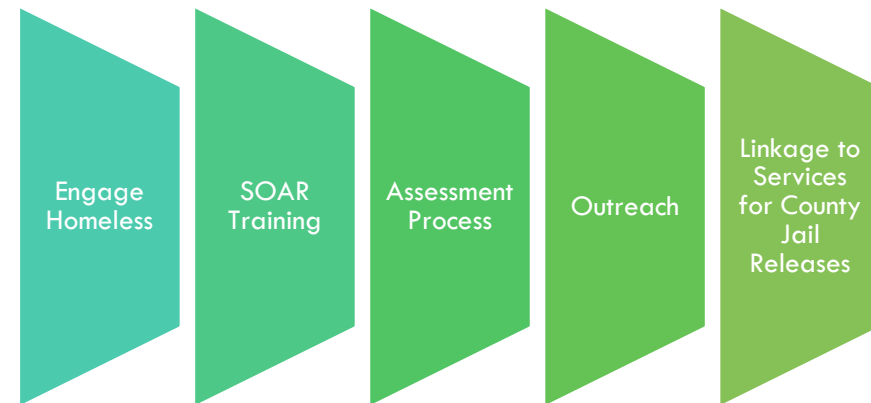 Engage
Homeless
SOAR
Training
Assessment
Process
Outreach
Linkage to
Services
for County
Jail
Releases